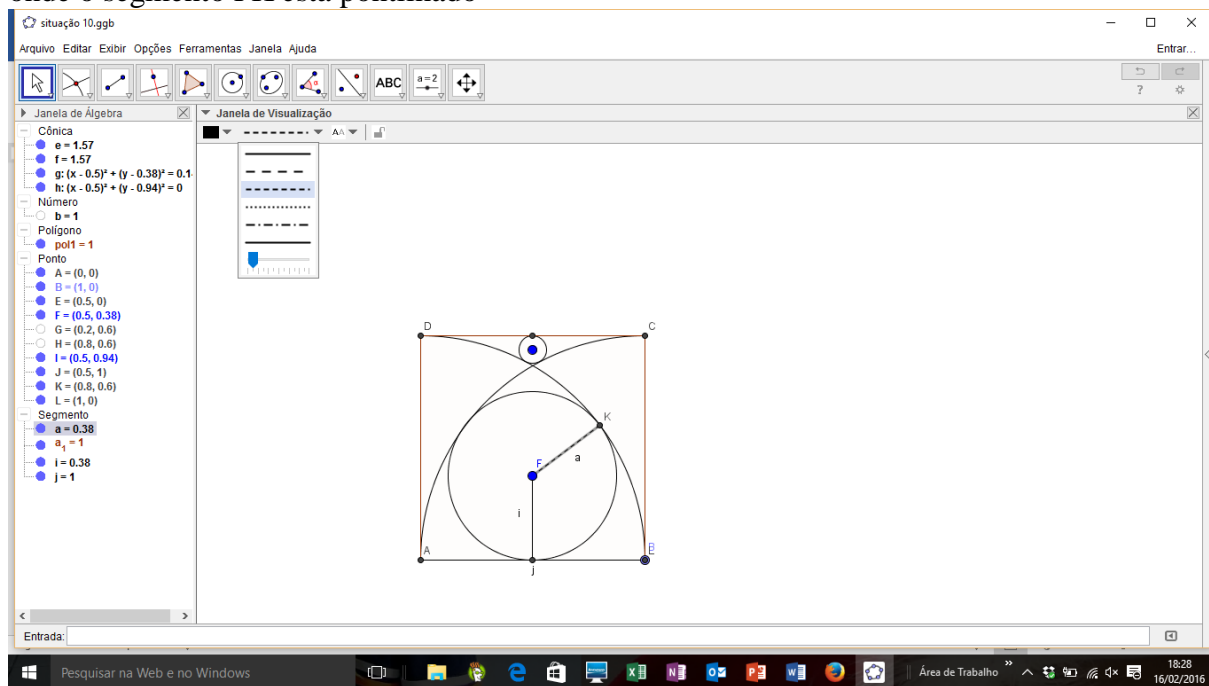 onde o segmento FK está pontilhado
situação 10.ggb
Arquivo Editar Exibir Opções Ferramentas Janela Ajuda
Entrar...
ABC
a=2
Janela de Álgebra
Janela de Visualização
AA
Cônica
e = 1.57
f = 1.57
g: (x - 0.5)² + (y - 0.38)² = 0.1
h: (x - 0.5)² + (y - 0.94)² = 0
Número
b = 1
Polígono
pol1 = 1
Ponto
A = (0, 0)
B = (1, 0)
E = (0.5, 0)
F = (0.5, 0.38)
G = (0.2, 0.6)
H = (0.8, 0.6)
I = (0.5, 0.94)
J = (0.5, 1)
K = (0.8, 0.6)
L = (1, 0)
Segmento
a = 0.38
a₁ = 1
i = 0.38
j = 1
D
C
K
F
a
i
A
B
j
Entrada:
Pesquisar na Web e no Windows
Área de Trabalho
18:28
16/02/2016